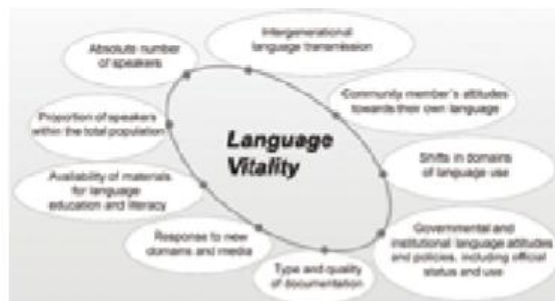 Intergenerational
language transmission
Absolute number
of speakers
Community member's attitudes
towards their own language
Proportion of speakers
within the total population
Language
Vitality
Shifts in domains
of language use
Availability of materials
for language
education and literacy
Governmental and
institutional language attitudes
and policies, including official
status and use
Response to new
domains and media
Type and quality
of documentation